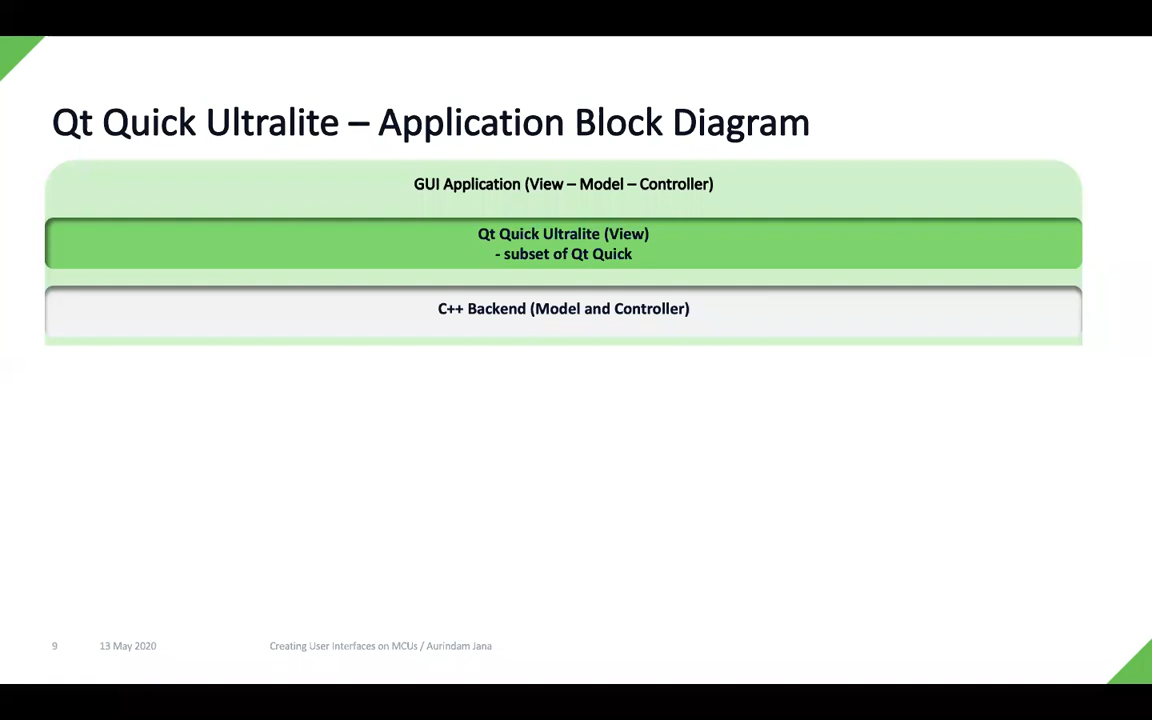 Qt Quick Ultralite – Application Block Diagram
GUI Application (View – Model – Controller)
Qt Quick Ultralite (View)
- subset of Qt Quick
C++ Backend (Model and Controller)
9 13 May 2020 Creating User Interfaces on MCUs / Aurindam Jana